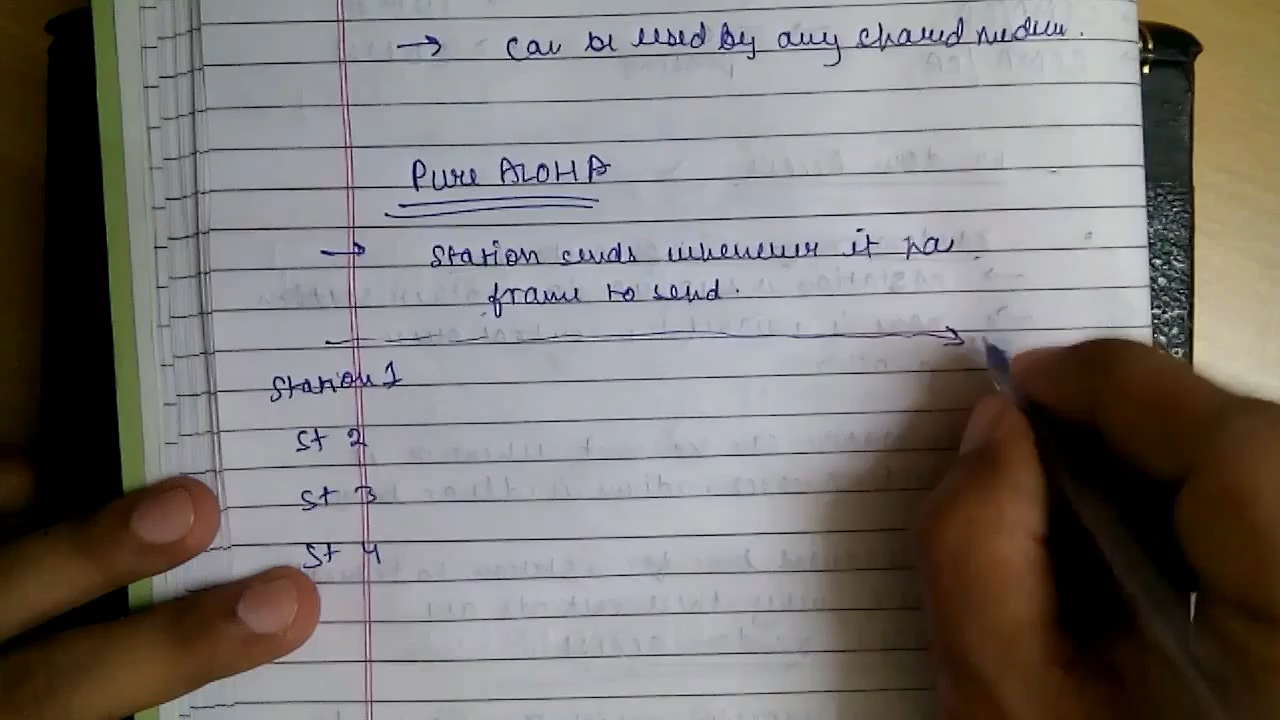 → Can be used by any shared medium.
Pure ALOHA
→ Station sends whenever it has
frame to send.
Station 1
St 2
St 3
St 4